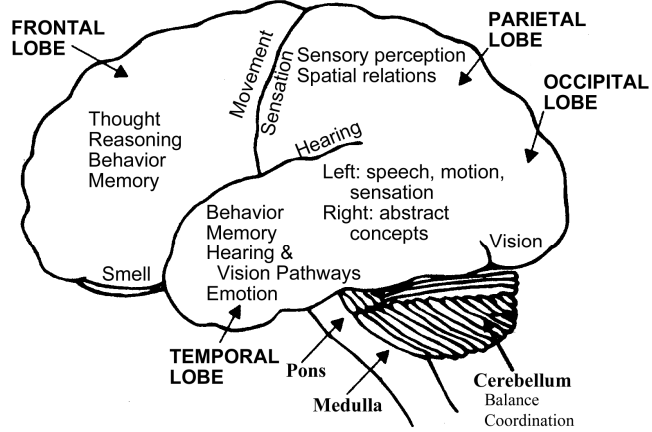 FRONTAL
LOBE
Movement
Sensation
Sensory perception
Spatial relations
PARIETAL
LOBE
OCCIPITAL
LOBE
Thought
Reasoning
Behavior
Memory
Hearing
Left: speech, motion,
sensation
Right: abstract
concepts
Behavior
Memory
Hearing &
Vision Pathways
Emotion
Vision
Smell
TEMPORAL
LOBE
Pons
Medulla
Cerebellum
Balance
Coordination